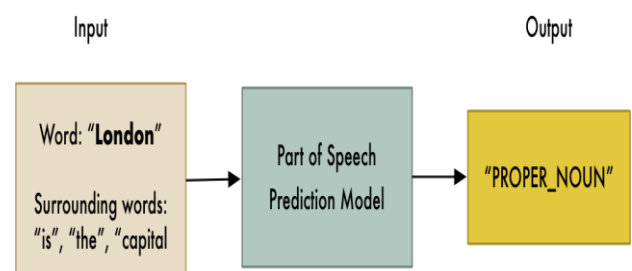 Input
Output
Word: “London”
Surrounding words:
“is”, “the”, “capital
Part of Speech
Prediction Model
“PROPER_NOUN”